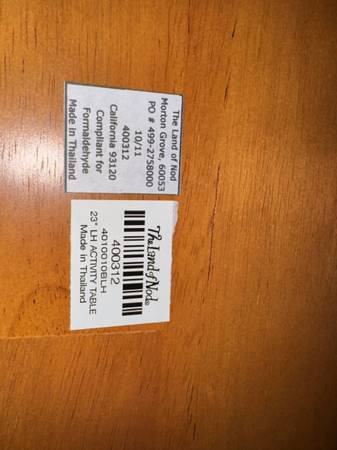 The Land of Nod
Morton Grove, 60053
PO # 499-2758000
10/11
400312
California 93120
Compliant for
Formaldehyde
Made in Thailand
The Land of Nod®
400312
4010010BLH
23" LH ACTIVITY TABLE
Made in Thailand